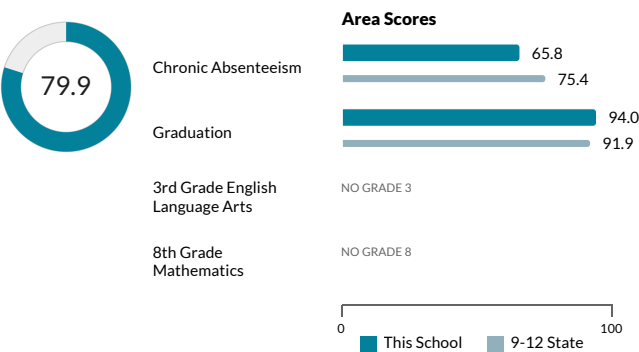 Area Scores
79.9
Chronic Absenteeism
65.8
75.4
Graduation
94.0
91.9
3rd Grade English
Language Arts
NO GRADE 3
8th Grade
Mathematics
NO GRADE 8
0
100
This School
9-12 State